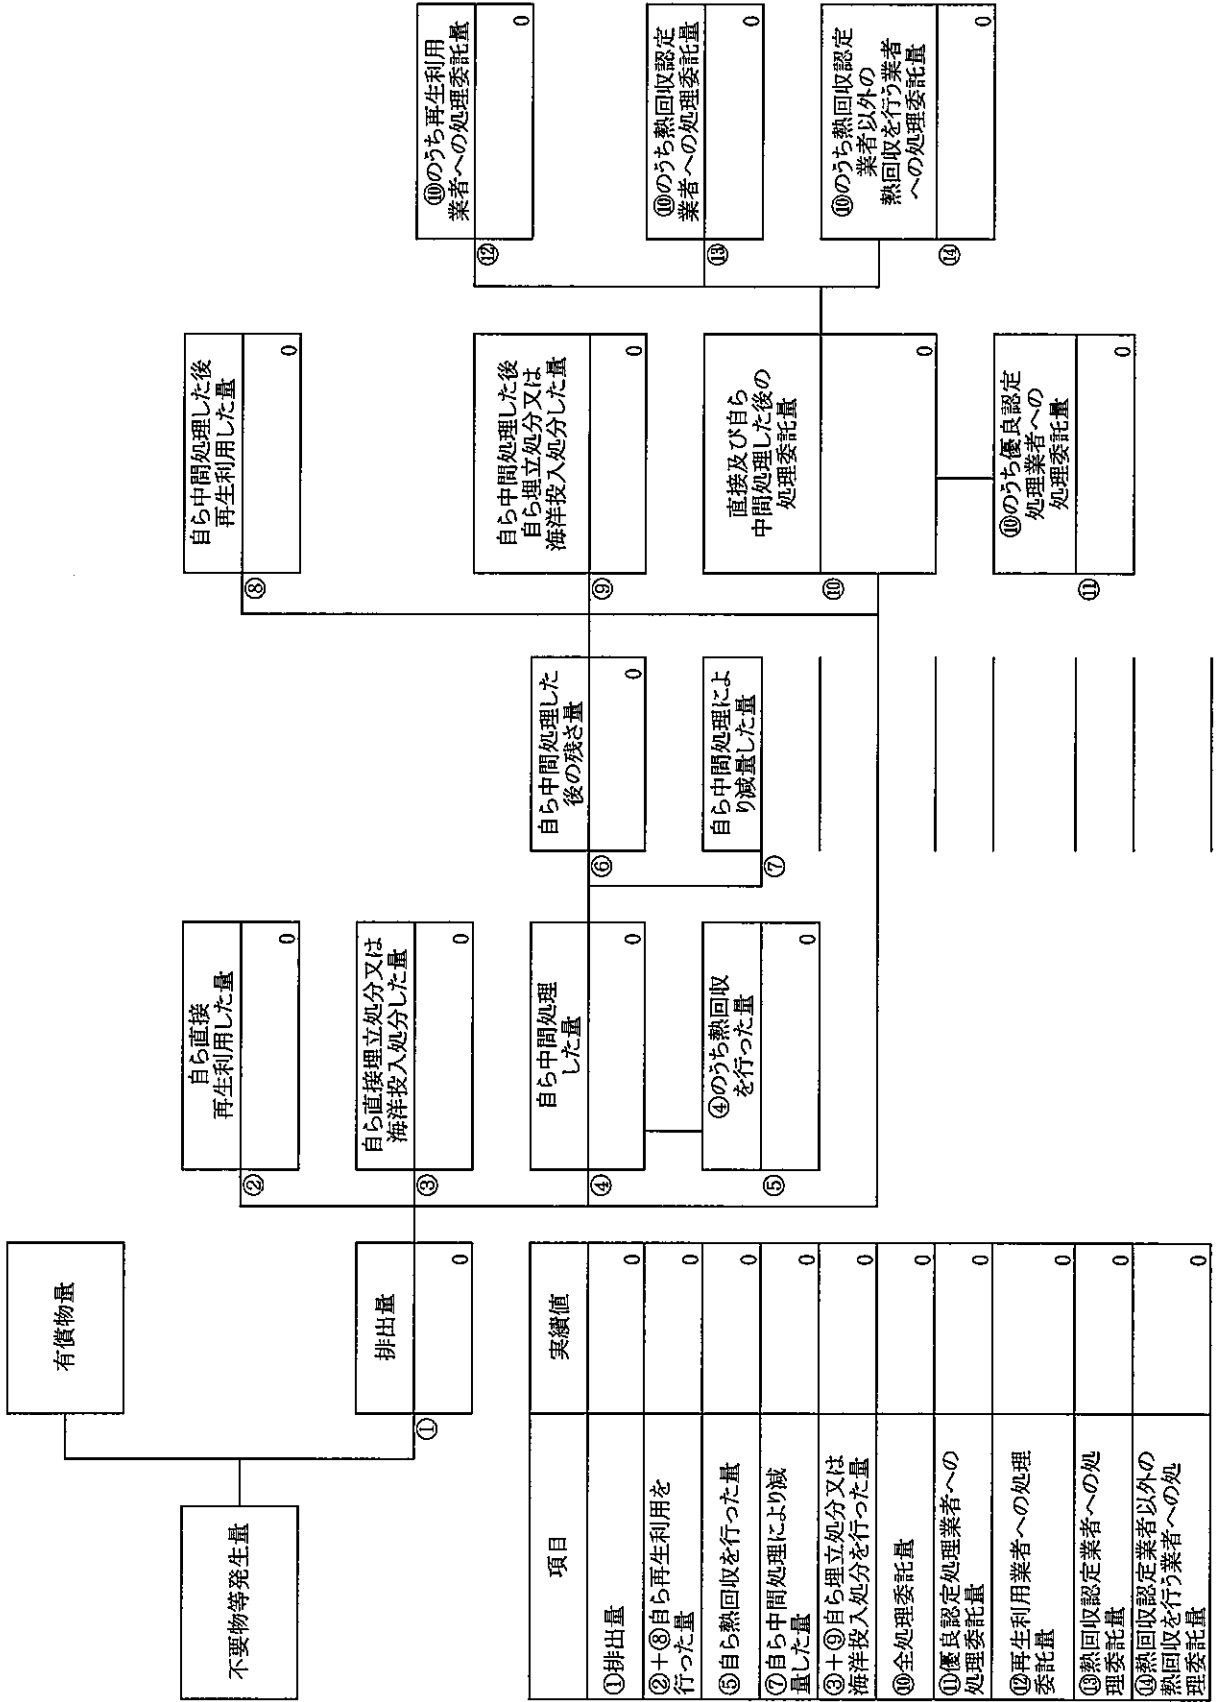 不要物等発生量
有償物量
①
排出量
0
②
自ら直接
再生利用した量
0
③
自ら直接埋立処分又は
海洋投入処分した量
0
④
自ら中間処理
した量
0
⑤
④のうち熱回収
を行った量
0
⑥
自ら中間処理した
後の残さ量
0
⑦
自ら中間処理によ
り減量した量
⑧
自ら中間処理した後
再生利用した量
0
⑨
自ら中間処理した後
自ら埋立処分又は
海洋投入処分した量
0
⑩
直接及び自ら
中間処理した後の
処理委託量
0
⑪
⑩のうち優良認定
処理業者への
処理委託量
0
⑫
⑩のうち再生利用
業者への処理委託量
0
⑬
⑩のうち熱回収認定
業者への処理委託量
0
⑭
⑩のうち熱回収認定
業者以外の
熱回収を行う業者
への処理委託量
0
項目
実績値
①排出量
0
②+⑧自ら再生利用を
行った量
0
⑤自ら熱回収を行った量
0
⑦自ら中間処理により減
量した量
0
③+⑨自ら埋立処分又は
海洋投入処分を行った量
0
⑩全処理委託量
0
⑪優良認定処理業者への
処理委託量
0
⑫再生利用業者への処理
委託量
0
⑬熱回収認定業者への処
理委託量
0
⑭熱回収認定業者以外の
熱回収を行う業者への処
理委託量
0